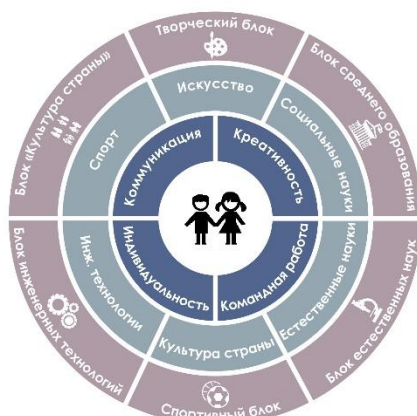 Творческий блок
Блок среднего образования
Блок естественных наук
Спортивный блок
Блок инженерных технологий
Блок «Культура страны»
Искусство
Социальные науки
Естественные науки
Культура страны
Инж. технологии
Спорт
Коммуникация
Креативность
Командная работа
Индивидуальность